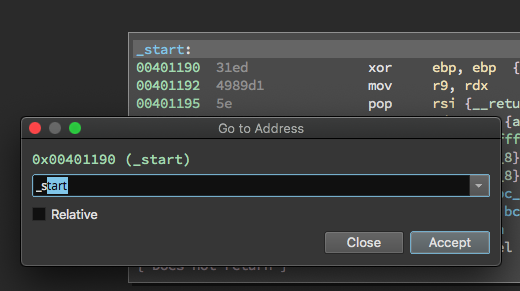 _start:
00401190 31ed xor ebp, ebp {
00401192 4989d1 mov r9, rdx
00401195 5e pop rsi {__retu
Go to Address
0x00401190 (_start)
_start
Relative
Close Accept
{ Does not return }